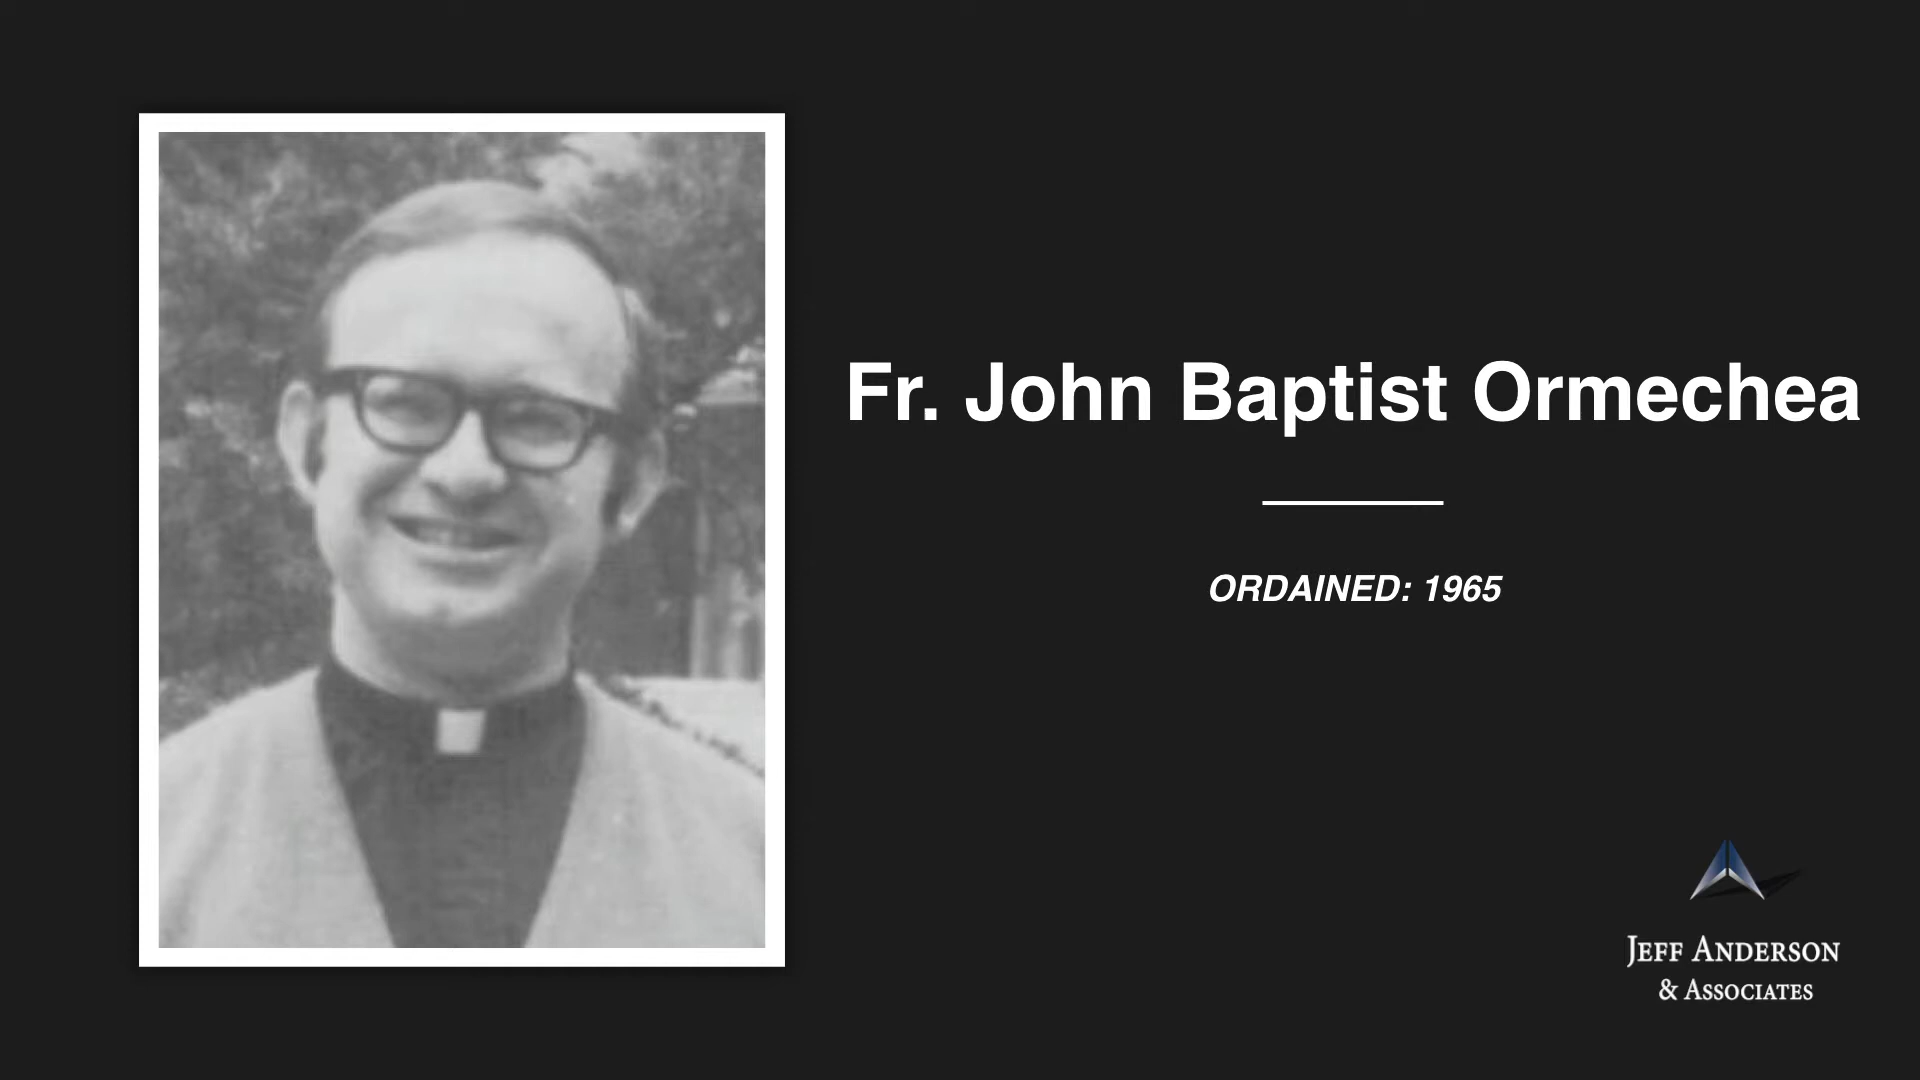 Fr. John Baptist Ormechea
ORDAINED: 1965
JEFF ANDERSON
& ASSOCIATES